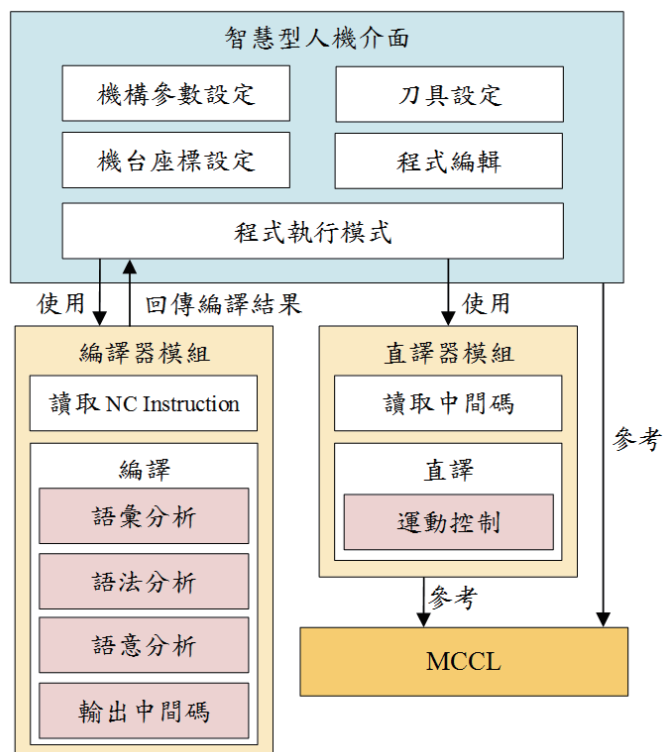 智慧型人機介面
機構參數設定
刀具設定
機台座標設定
程式編輯
程式執行模式
使用
回傳編譯結果
使用
參考
編譯器模組
讀取 NC Instruction
編譯
語彙分析
語法分析
語意分析
輸出中間碼
直譯器模組
讀取中間碼
直譯
運動控制
參考
MCCL